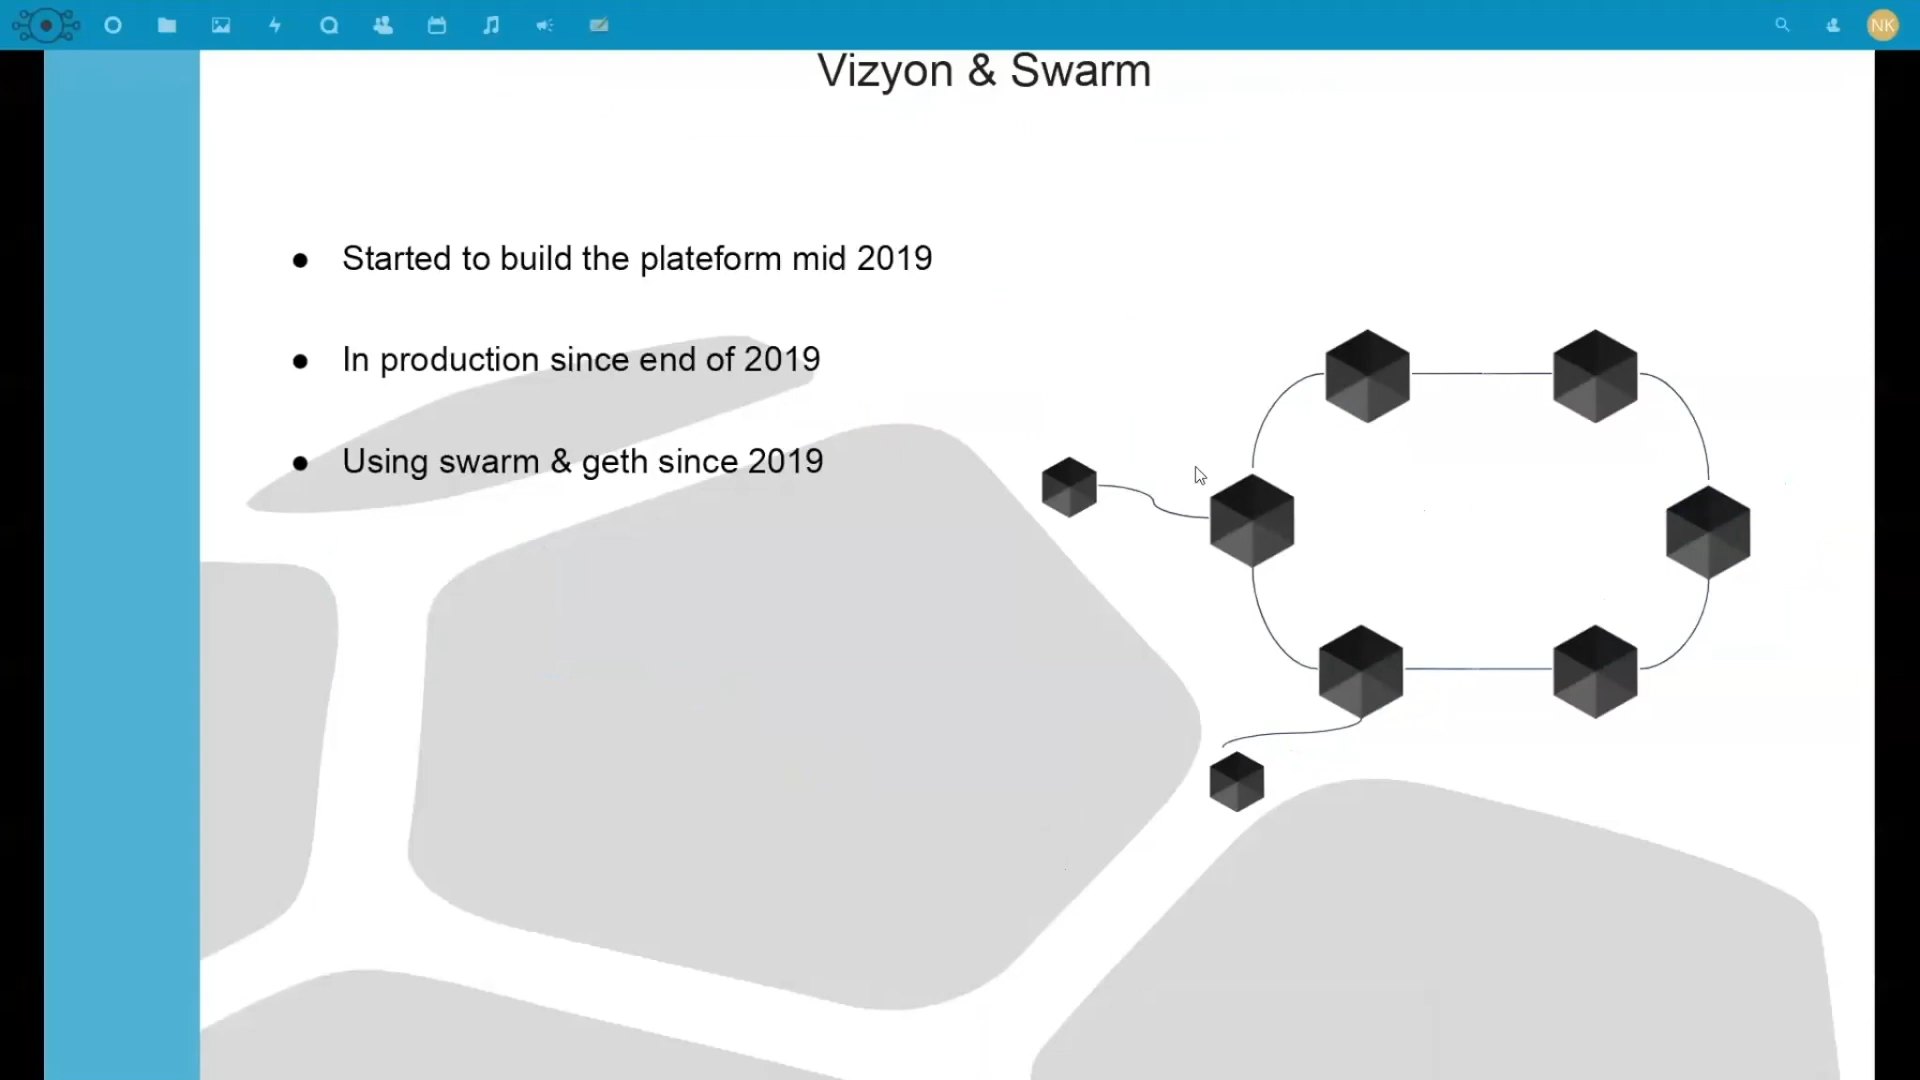 NK
Vizyon & Swarm
● Started to build the plateform mid 2019
● In production since end of 2019
● Using swarm & geth since 2019